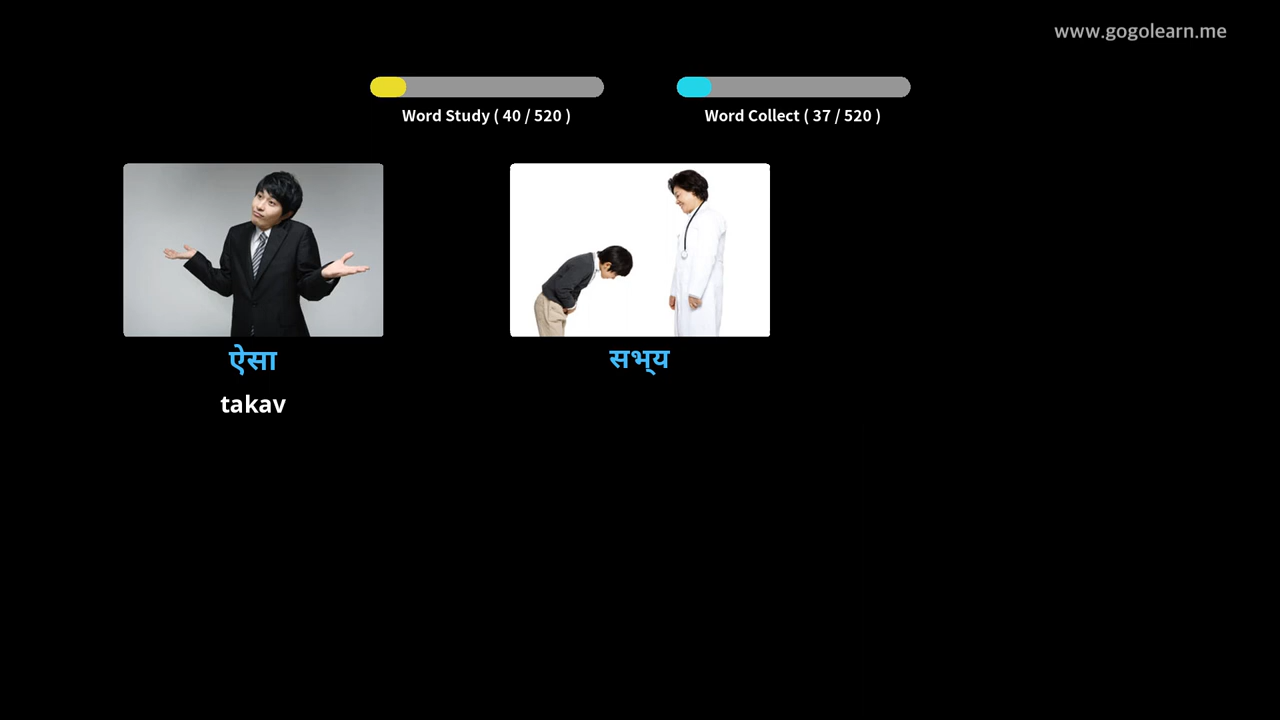 www.gogolearn.me
Word Study ( 40 / 520 )
Word Collect ( 37 / 520 )
ऐसा
सभ्य
takav